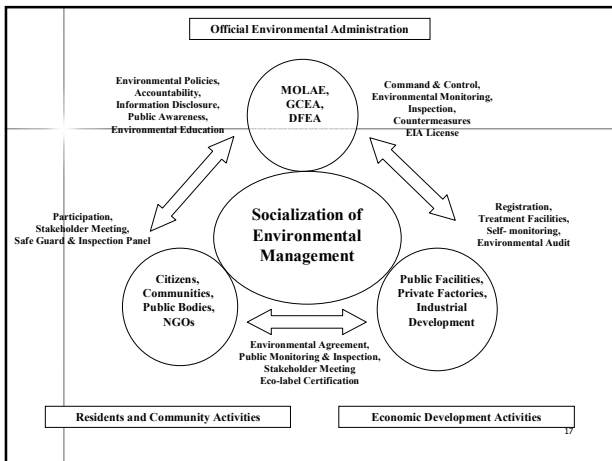 Official Environmental Administration
Environmental Policies,
Accountability,
Information Disclosure,
Public Awareness,
Environmental Education
MOLAE,
GCEA,
DFEA
Command & Control,
Environmental Monitoring,
Inspection,
Countermeasures
EIA License
Participation,
Stakeholder Meeting,
Safe Guard & Inspection Panel
Socialization of
Environmental
Management
Registration,
Treatment Facilities,
Self- monitoring,
Environmental Audit
Citizens,
Communities,
Public Bodies,
NGOs
Public Facilities,
Private Factories,
Industrial
Development
Environmental Agreement,
Public Monitoring & Inspection,
Stakeholder Meeting
Eco-label Certification
Residents and Community Activities
Economic Development Activities
17